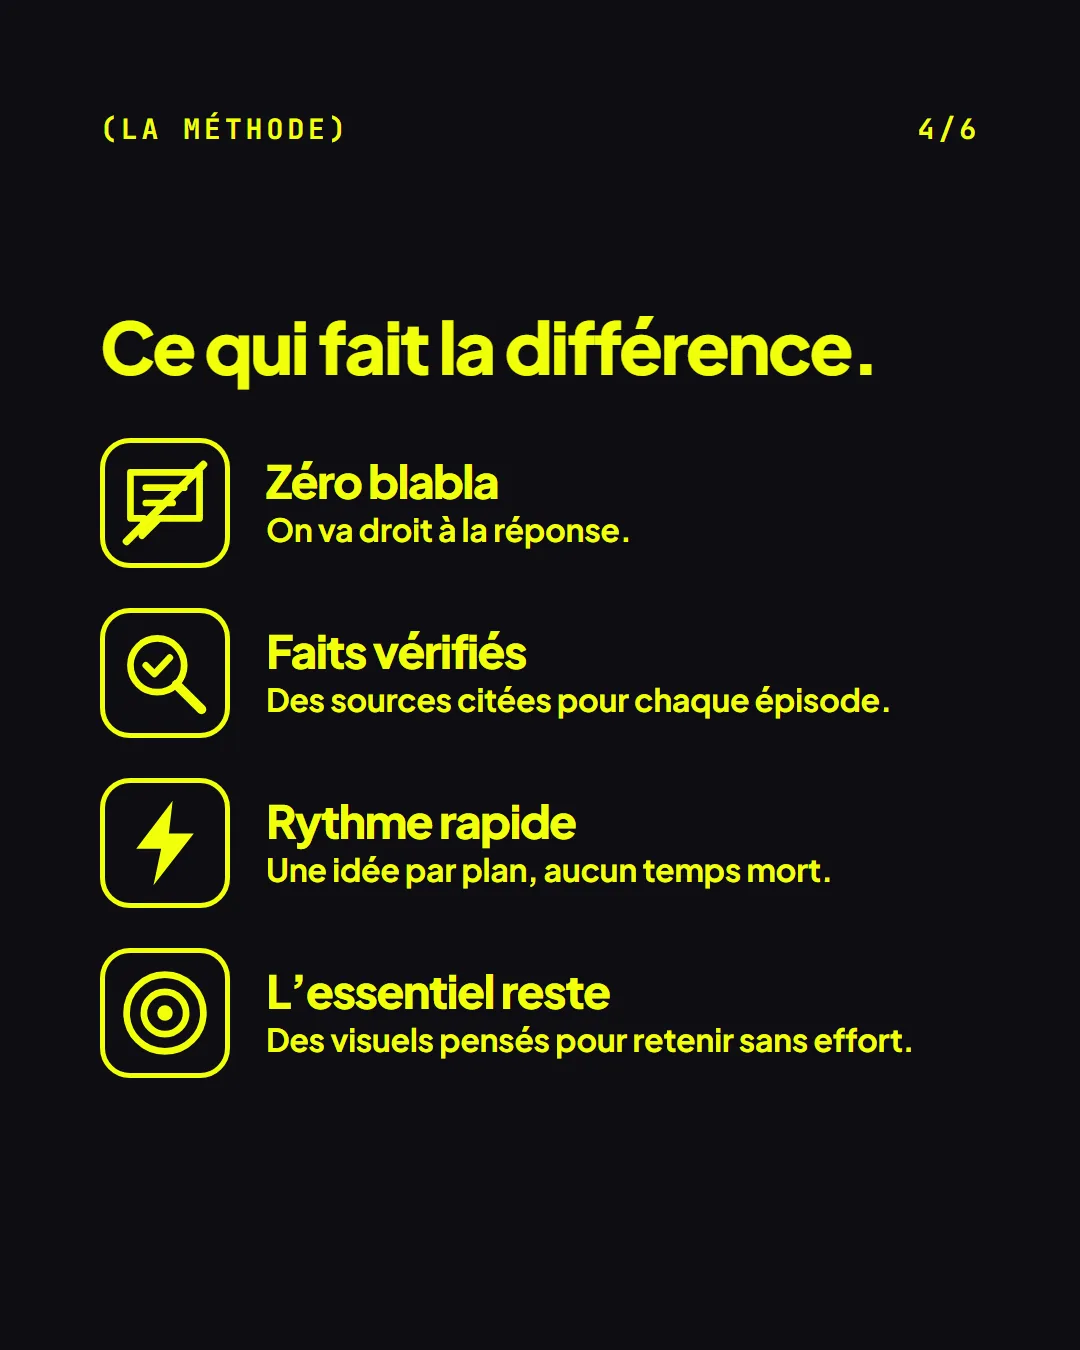 (LA MÉTHODE)
4/6
Ce qui fait la différence.
Zéro blabla
On va droit à la réponse.
Faits vérifiés
Des sources citées pour chaque épisode.
Rythme rapide
Une idée par plan, aucun temps mort.
L’essentiel reste
Des visuels pensés pour retenir sans effort.